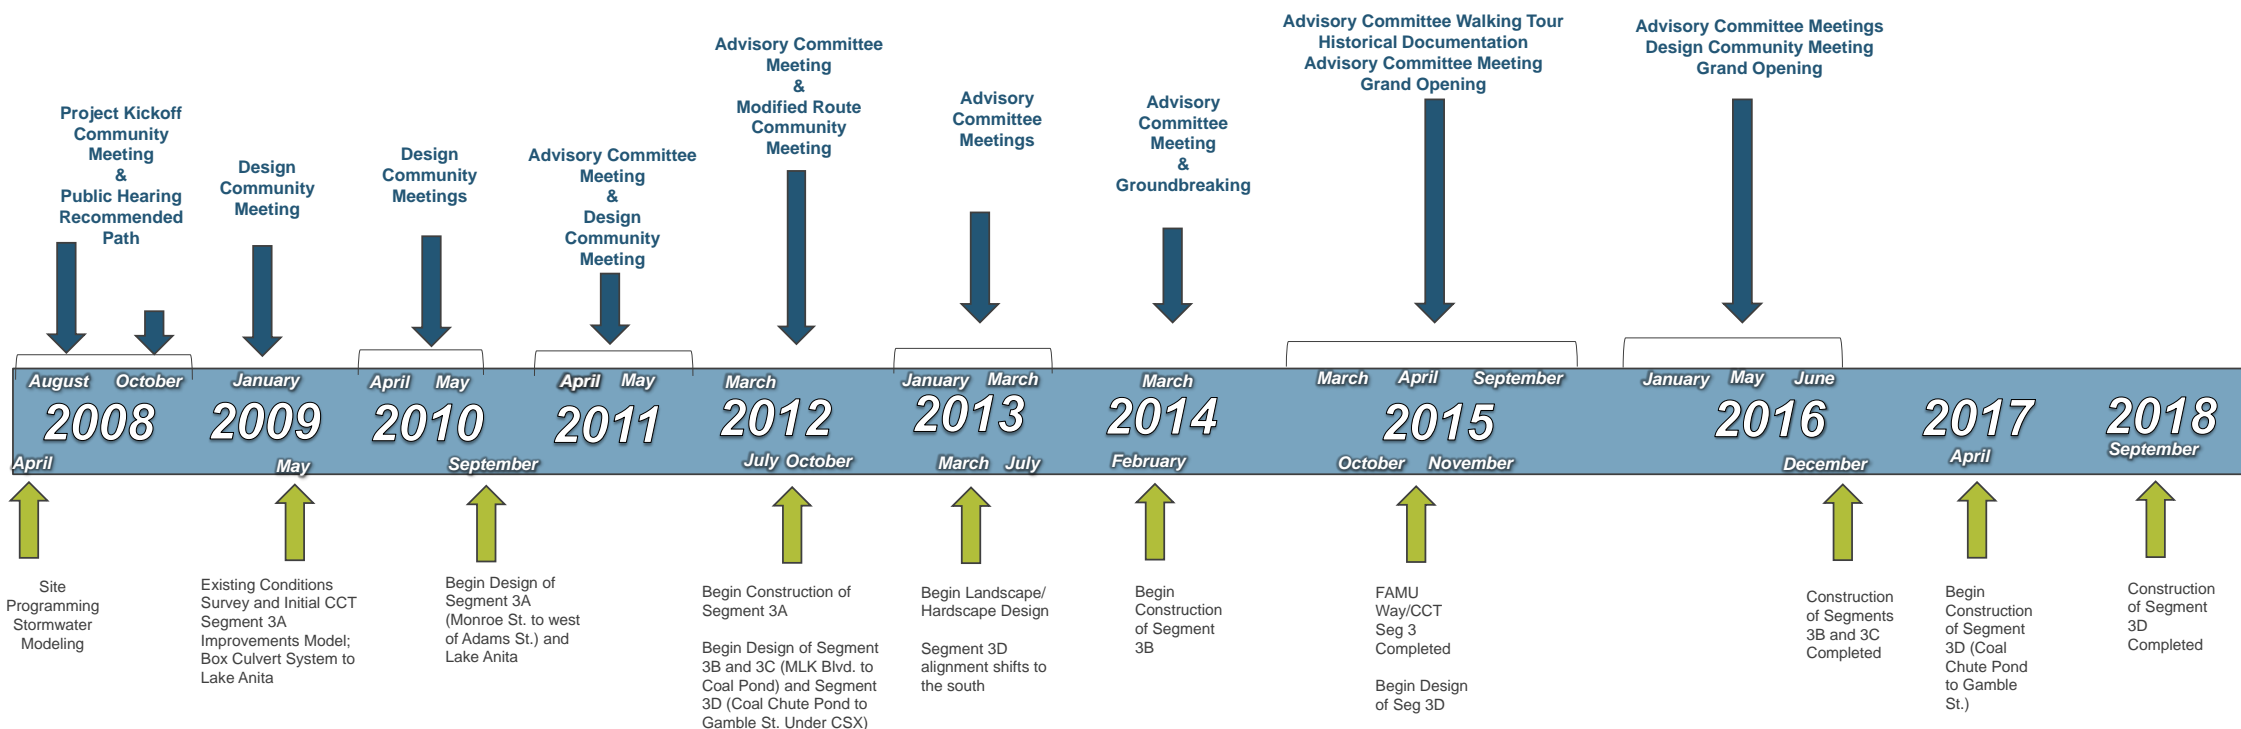 Project Kickoff
Community
Meeting
&
Public Hearing
Recommended
Path
Design
Community
Meeting
Design
Community
Meetings
Advisory Committee
Meeting
&
Design
Community
Meeting
Advisory Committee
Meeting
&
Modified Route
Community
Meeting
Advisory
Committee
Meetings
Advisory
Committee
Meeting
&
Groundbreaking
Advisory Committee Walking Tour
Historical Documentation
Advisory Committee Meeting
Grand Opening
Advisory Committee Meetings
Design Community Meeting
Grand Opening
August October
2008
April
January
2009
May
April May
2010
September
April May
2011
March
2012
July October
January March
2013
March July
March
2014
February
March April September
2015
October November
January May June
2016
December
2017
April
2018
September
Site
Programming
Stormwater
Modeling
Existing Conditions
Survey and Initial CCT
Segment 3A
Improvements Model;
Box Culvert System to
Lake Anita
Begin Design of
Segment 3A
(Monroe St. to west
of Adams St.) and
Lake Anita
Begin Construction of
Segment 3A
Begin Design of Segment
3B and 3C (MLK Blvd. to
Coal Pond) and Segment
3D (Coal Chute Pond to
Gamble St. Under CSX)
Begin Landscape/
Hardscape Design
Segment 3D
alignment shifts to
the south
Begin
Construction
of Segment
3B
FAMU
Way/CCT
Seg 3
Completed
Begin Design
of Seg 3D
Construction
of Segments
3B and 3C
Completed
Begin
Construction
of Segment
3D (Coal
Chute Pond
to Gamble
St.)
Construction
of Segment
3D
Completed